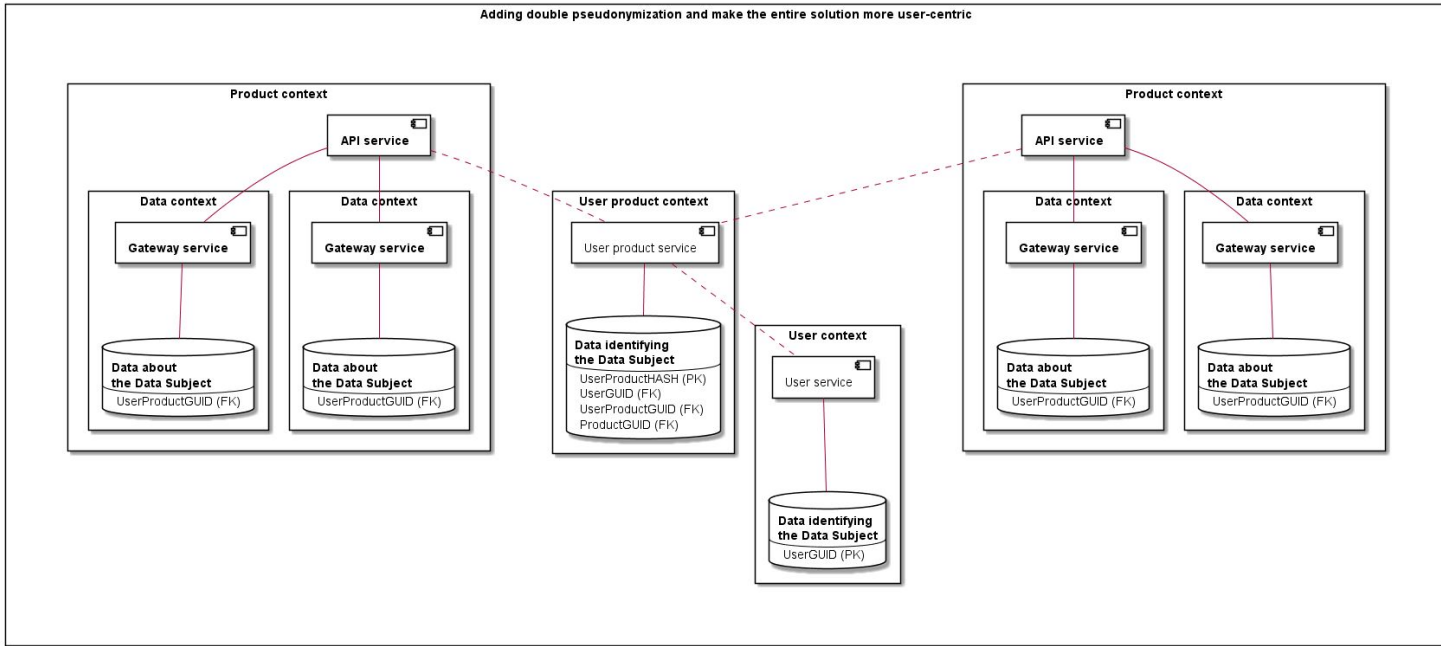 Adding double pseudonymization and make the entire solution more user-centric
Product context
API service
Data context
Gateway service
Data about
the Data Subject
UserProductGUID (FK)
Data context
Gateway service
Data about
the Data Subject
UserProductGUID (FK)
User product context
User product service
Data identifying
the Data Subject
UserProductHASH (PK)
UserGUID (FK)
UserProductGUID (FK)
ProductGUID (FK)
User context
User service
Data identifying
the Data Subject
UserGUID (PK)
Product context
API service
Data context
Gateway service
Data about
the Data Subject
UserProductGUID (FK)
Data context
Gateway service
Data about
the Data Subject
UserProductGUID (FK)